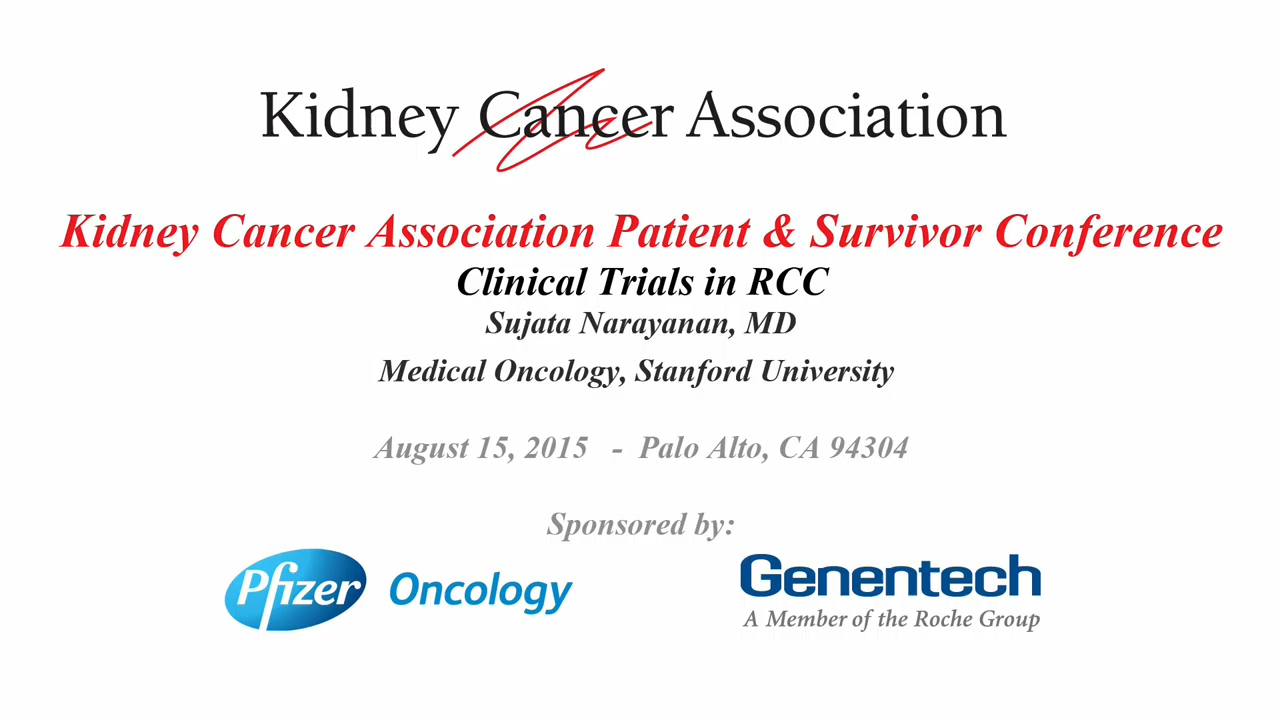 Kidney Cancer Association
Kidney Cancer Association Patient & Survivor Conference
Clinical Trials in RCC
Sujata Narayanan, MD
Medical Oncology, Stanford University
August 15, 2015 - Palo Alto, CA 94304
Sponsored by:
Pfizer Oncology
Genentech
A Member of the Roche Group